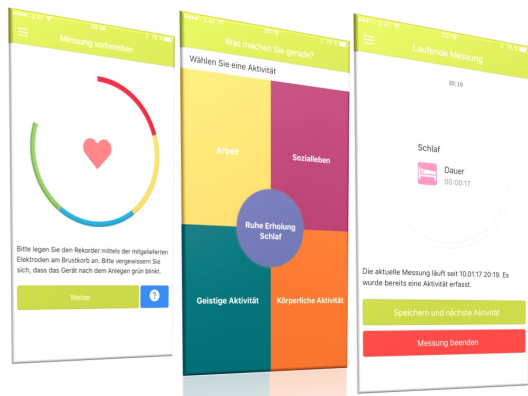 20:19
Messung vorbereiten
Bitte legen Sie den Rekorder mittels der mitgelieferten
Elektroden am Brustkorb an. Bitte vergewissern Sie
sich, dass das Gerät nach dem Anlegen grün blinkt.
Weiter
?
20:19
Was machen Sie gerade?
Wählen Sie eine Aktivität
Arbeit
Sozialleben
Ruhe Erholung
Schlaf
Geistige Aktivität
Körperliche Aktivität
20:19
Laufende Messung
20:19
Schlaf
Dauer
00:00:17
Die aktuelle Messung läuft seit 10.01.17 20:19. Es
wurde bereits eine Aktivität erfasst.
Speichern und nächste Aktivität
Messung beenden